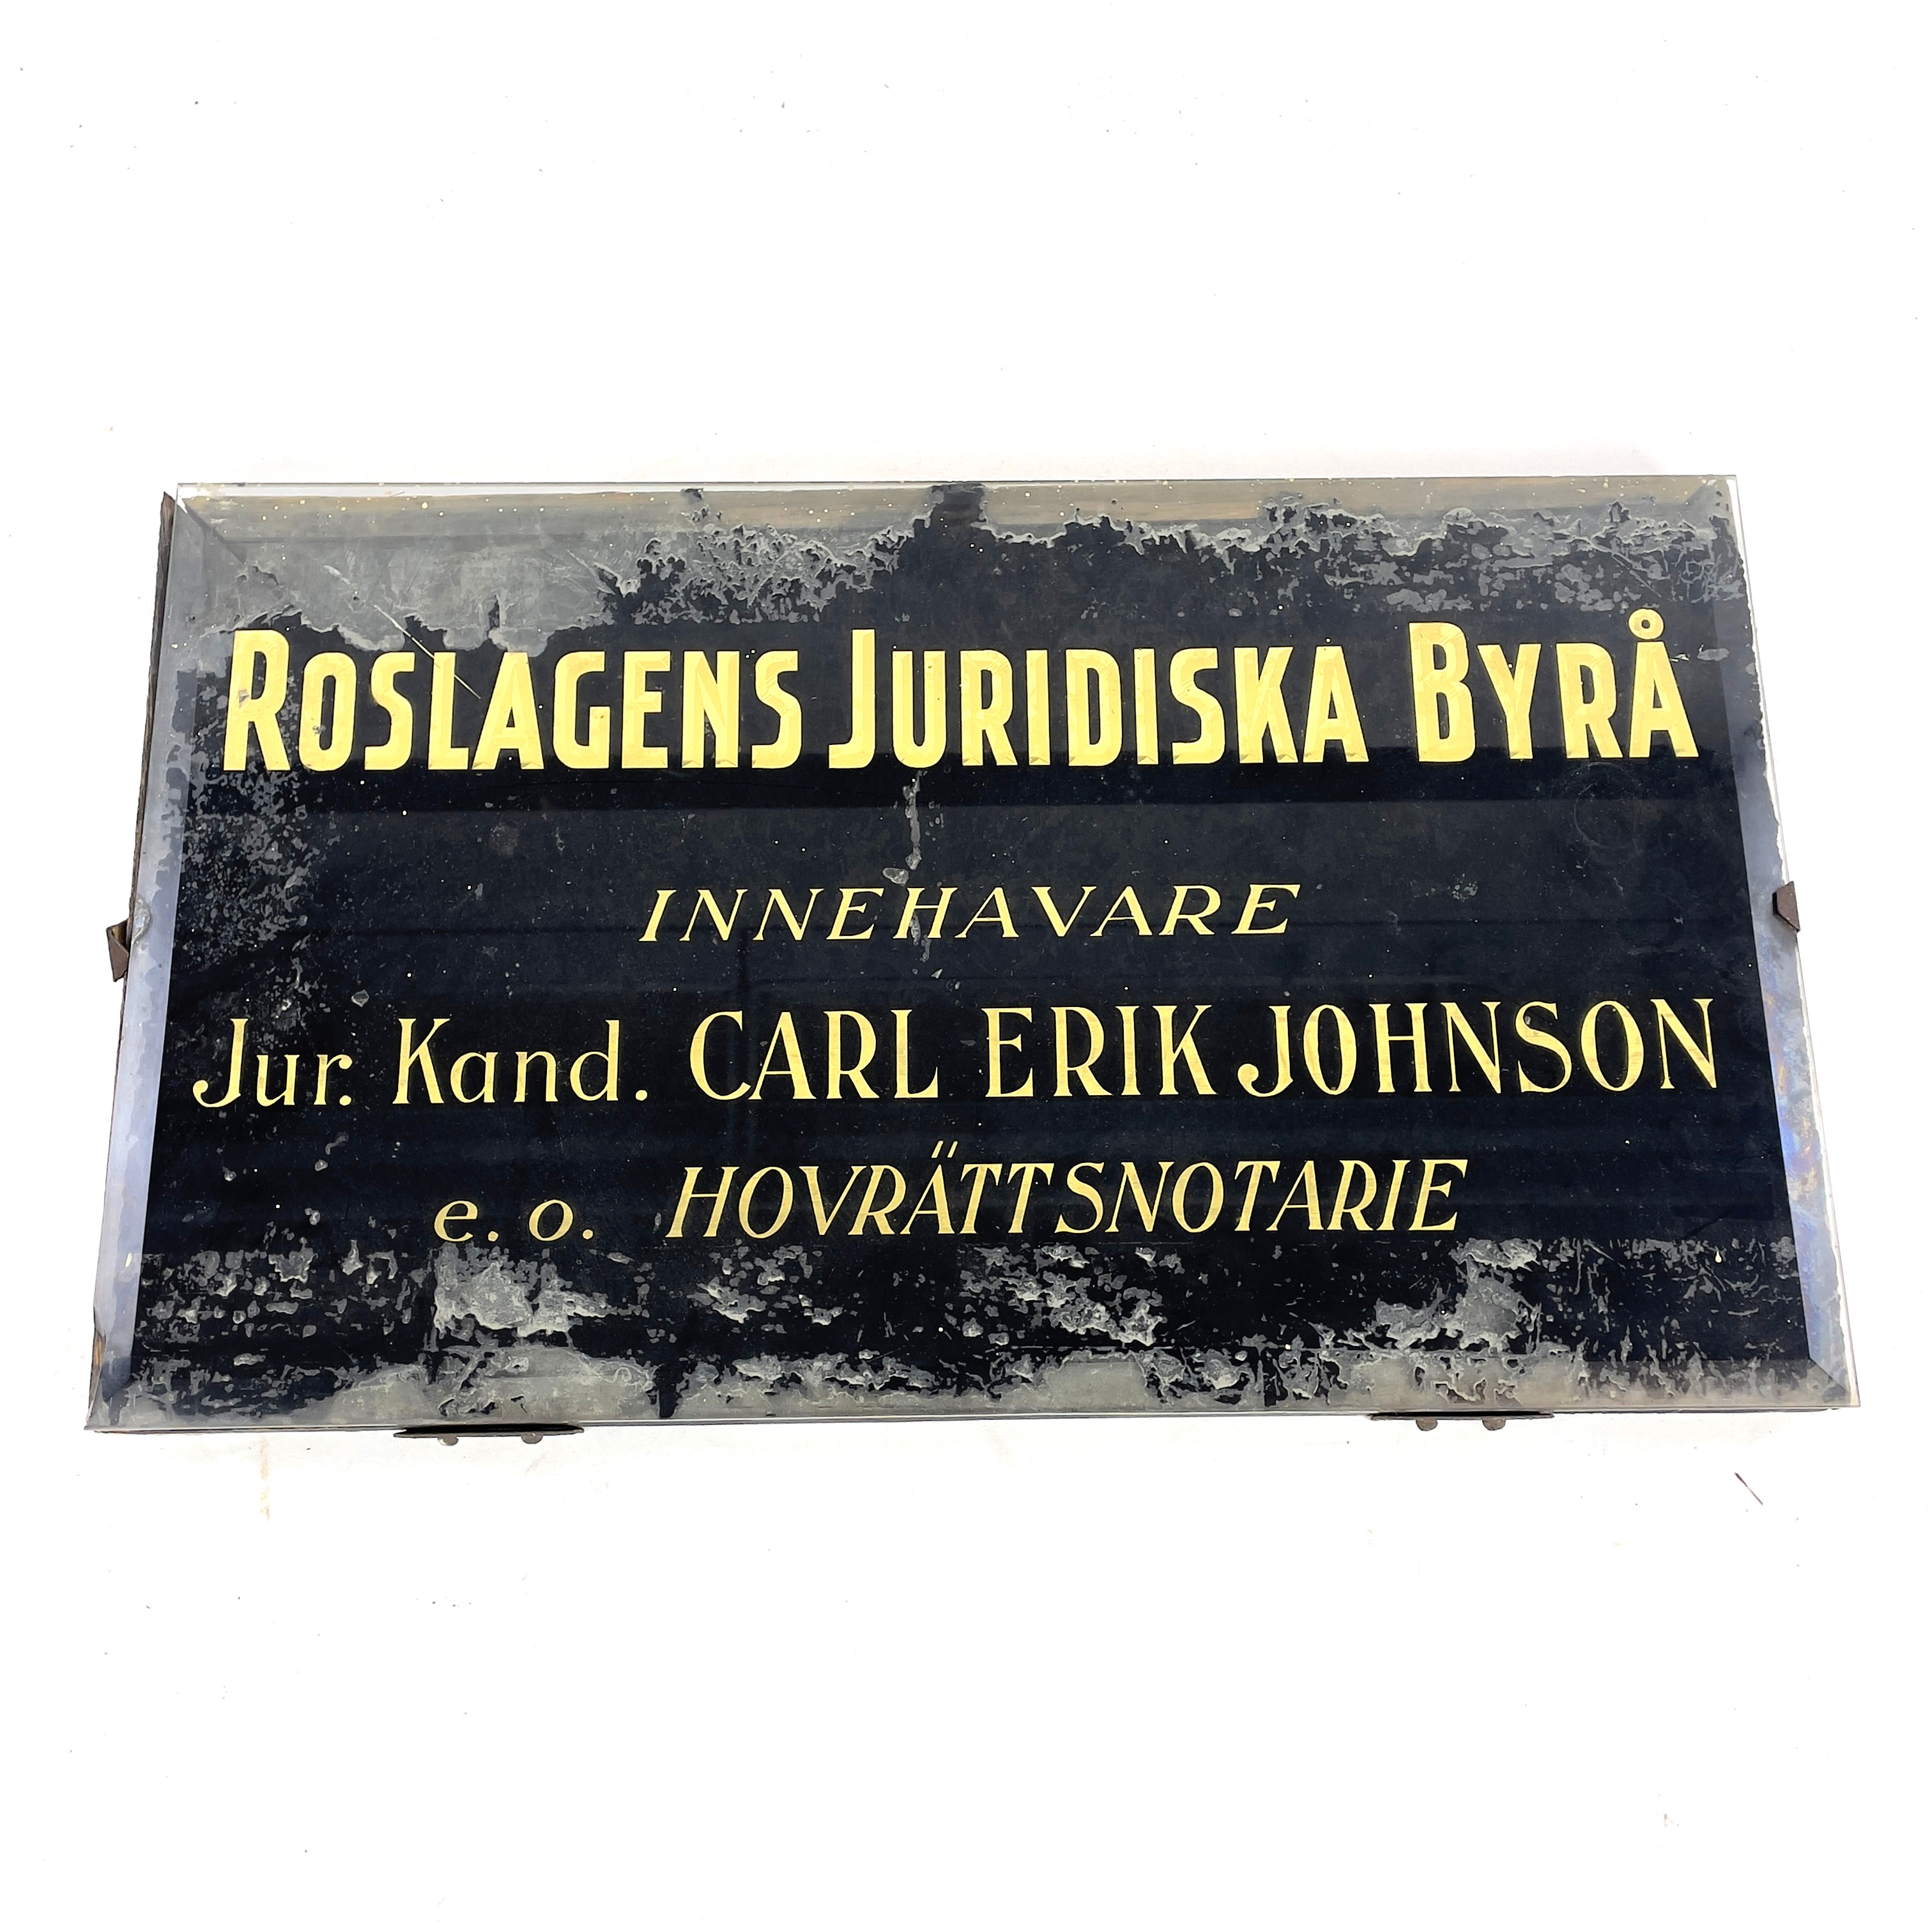 ROSLAGENS JURIDISKA BYRÅ
INNEHAVARE
Jur. Kand. CARL ERIK JOHNSON
e. o. HOVRÄTTSNOTARIE